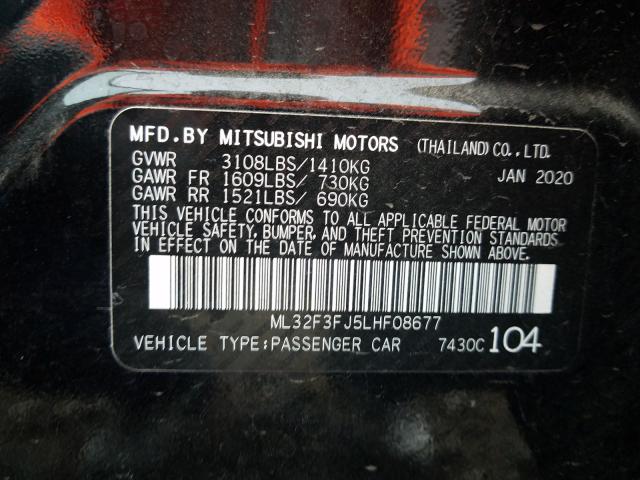 MFD.BY MITSUBISHI MOTORS (THAILAND)CO.,LTD.
GVWR 3108LBS/1410KG JAN 2020
GAWR FR 1609LBS/ 730KG
GAWR RR 1521LBS/ 690KG
THIS VEHICLE CONFORMS TO ALL APPLICABLE FEDERAL MOTOR
VEHICLE SAFETY, BUMPER, AND THEFT PREVENTION STANDARDS
IN EFFECT ON THE DATE OF MANUFACTURE SHOWN ABOVE.
ML32F3FJ5LHF08677
VEHICLE TYPE:PASSENGER CAR 7430C 104